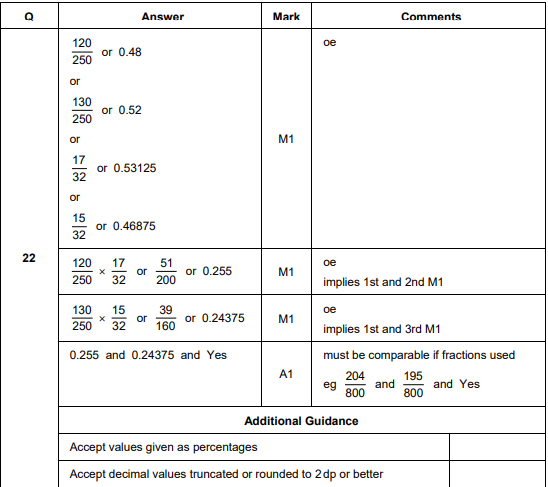 Q Answer Mark Comments
120/250 or 0.48 oe
or
130/250 or 0.52
or
M1
17/32 or 0.53125
or
15/32 or 0.46875
22
120/250 × 17/32 or 51/200 or 0.255 M1 oe
implies 1st and 2nd M1
130/250 × 15/32 or 39/160 or 0.24375 M1 oe
implies 1st and 3rd M1
0.255 and 0.24375 and Yes A1 must be comparable if fractions used
eg 204/800 and 195/800 and Yes
Additional Guidance
Accept values given as percentages
Accept decimal values truncated or rounded to 2 dp or better